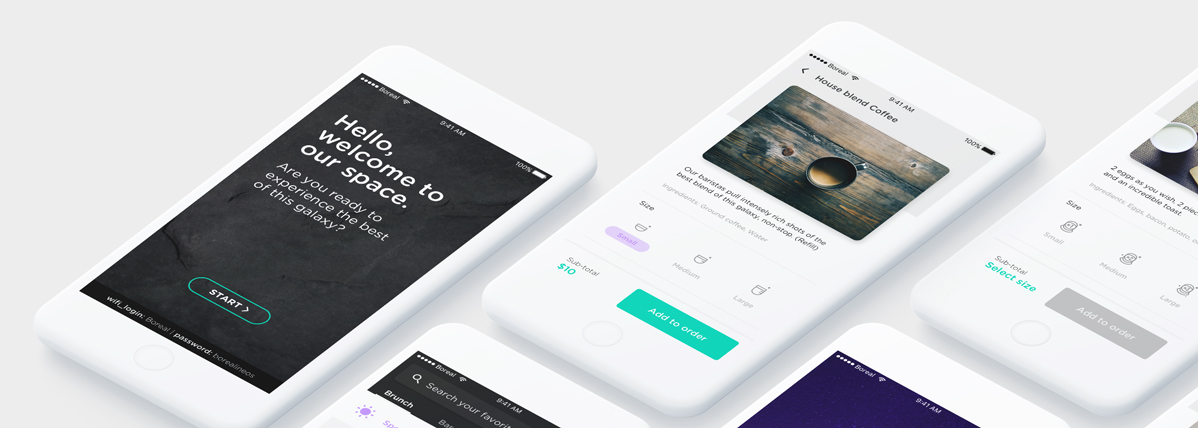 Boreal
9:41 AM
100%
Hello,
welcome to
our space.
Are you ready to
experience the best
of this galaxy?
START >
wifi_login: Boreal | password: borealineos
Boreal
9:41 AM
100%
House blend Coffee
Our baristas pull intensely rich shots of the
best blend of this galaxy, non-stop. (Refill)
Ingredients: Ground coffee, Water
Size
Small
Medium
Large
Sub-total
$10
Add to order
2 eggs as you wish, 2
and an incredible toast.
Ingredients: Eggs, bacon, potato
Size
Small
Medium
Large
Sub-total
Select size
Add to order
Boreal
9:41 AM
Search your favorit
Brunch
Boreal
9:41 AM